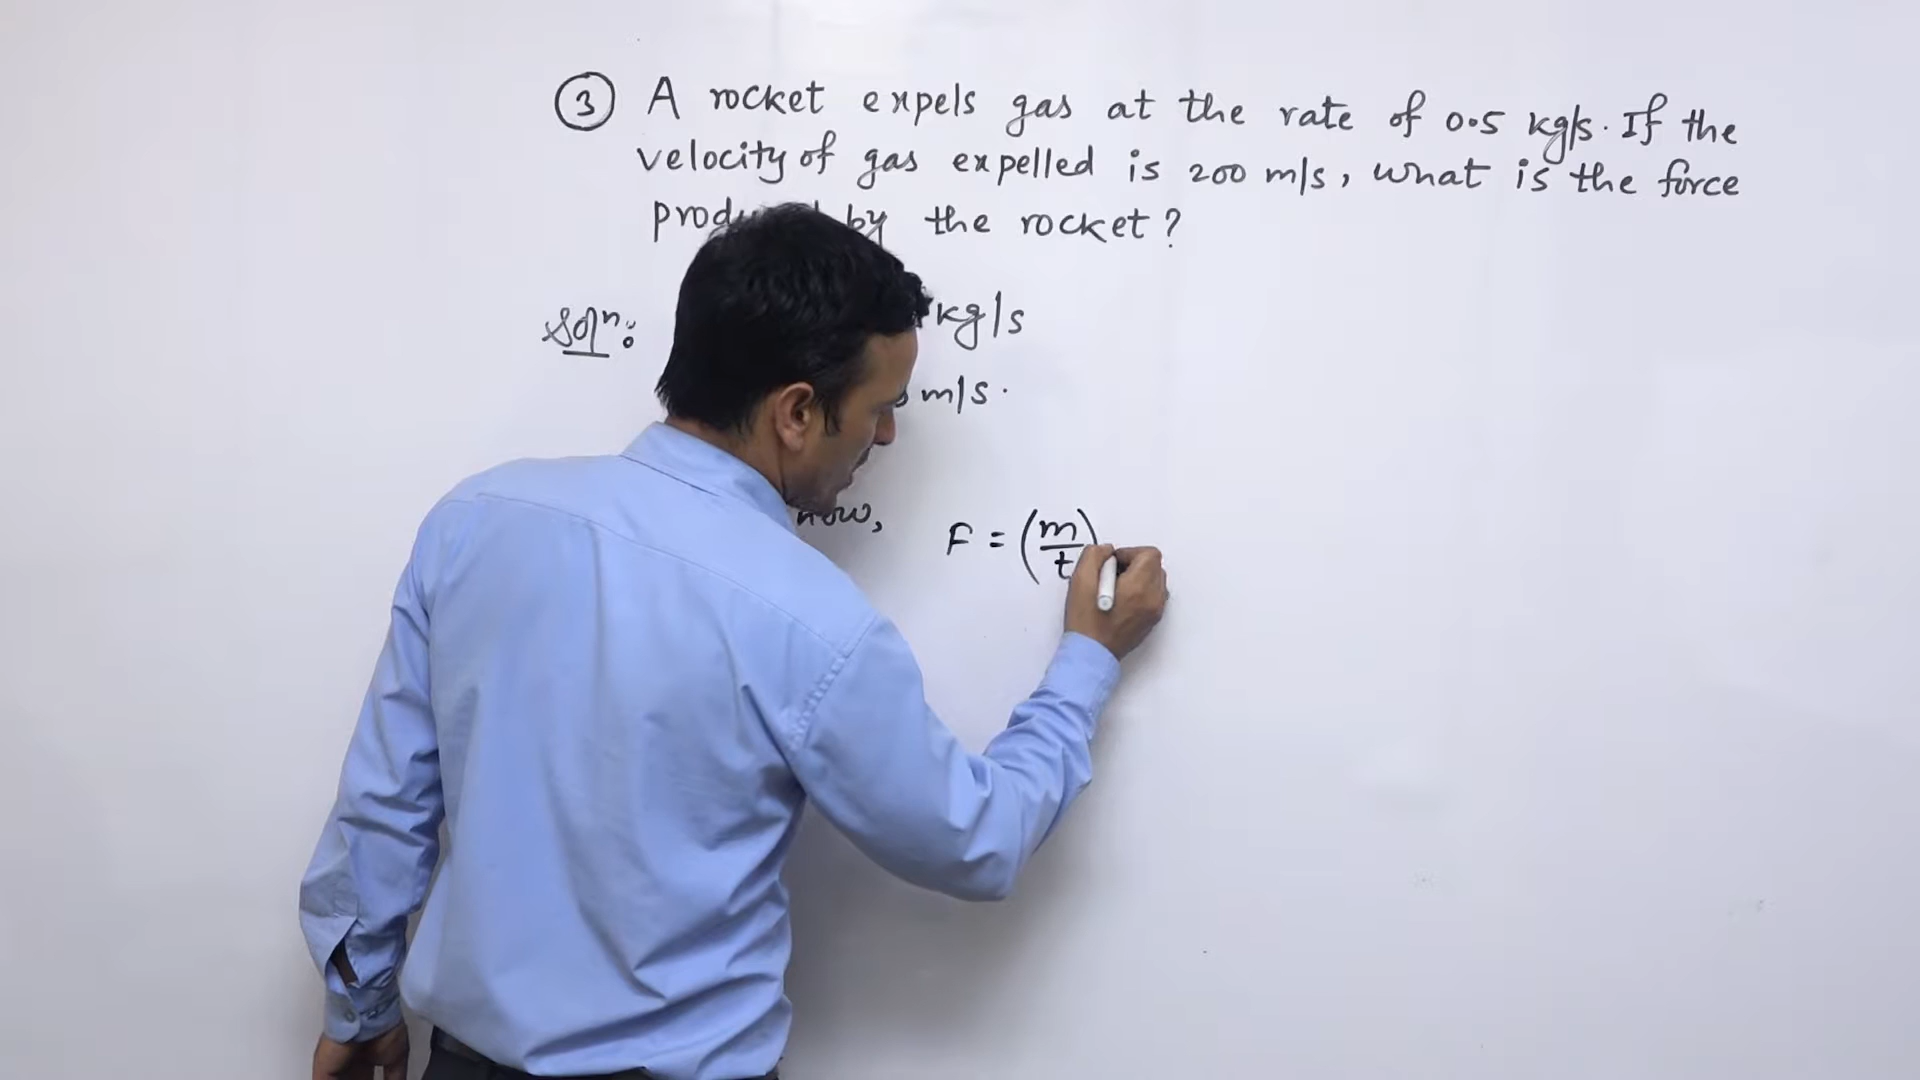 ③ A rocket expels gas at the rate of 0.5 kg/s. If the
velocity of gas expelled is 200 m/s, what is the force
by the rocket?
Solⁿ: kg/s
m/s.
now, F = (m/t)